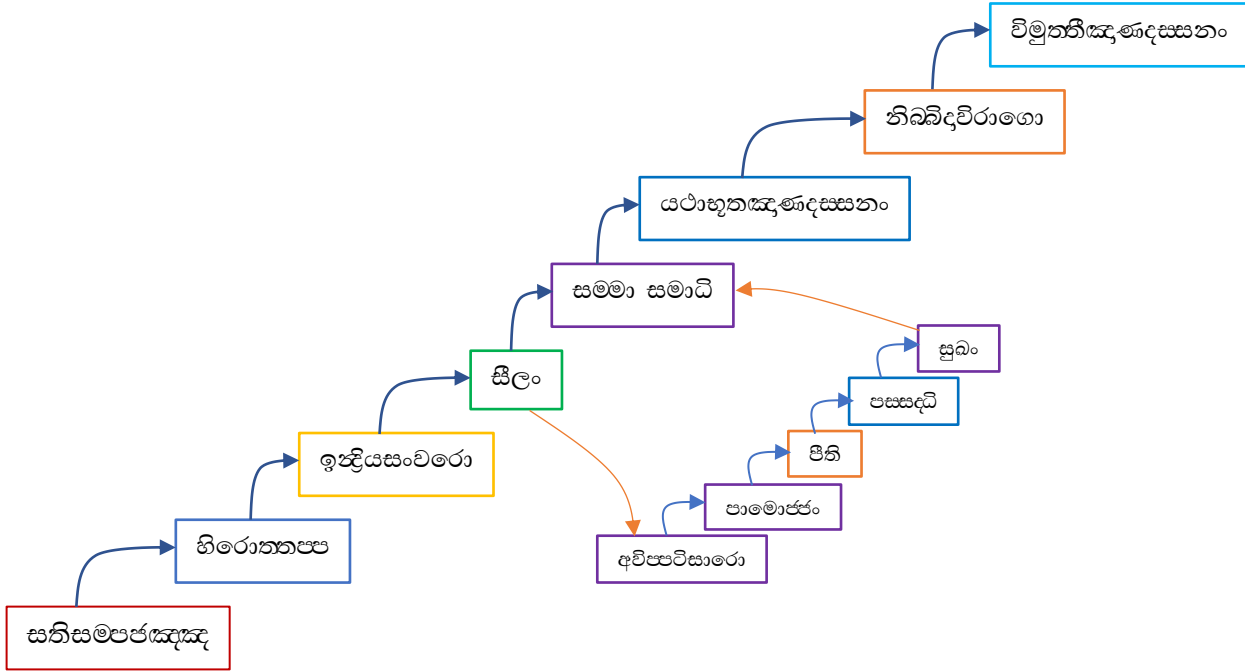 විමුත‍්තීඤාණදස‍්සනං
නිබ‍්බිදාවිරාගො
යථාභූතඤාණදස‍්සනං
සම‍්මා සමාධි
සුඛං
සීලං
පස‍්සද‍්ධි
ඉන්ද්‍රියසංවරො
පීති
පාමොජ‍්ජං
හිරොත‍්තප‍්ප
අවිප‍්පටිසාරො
සතිසම‍්පජඤ‍්ඤ